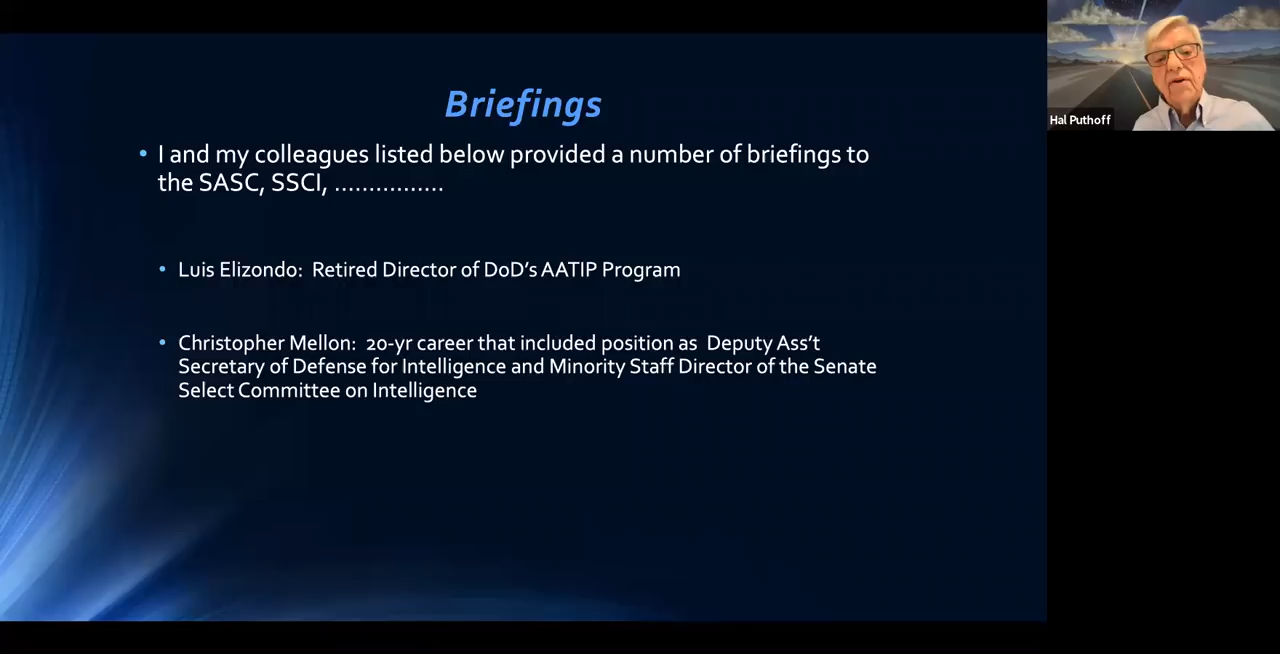 Briefings
• I and my colleagues listed below provided a number of briefings to
the SASC, SSCI, ................
• Luis Elizondo: Retired Director of DoD's AATIP Program
• Christopher Mellon: 20-yr career that included position as Deputy Ass't
Secretary of Defense for Intelligence and Minority Staff Director of the Senate
Select Committee on Intelligence
Hal Puthoff